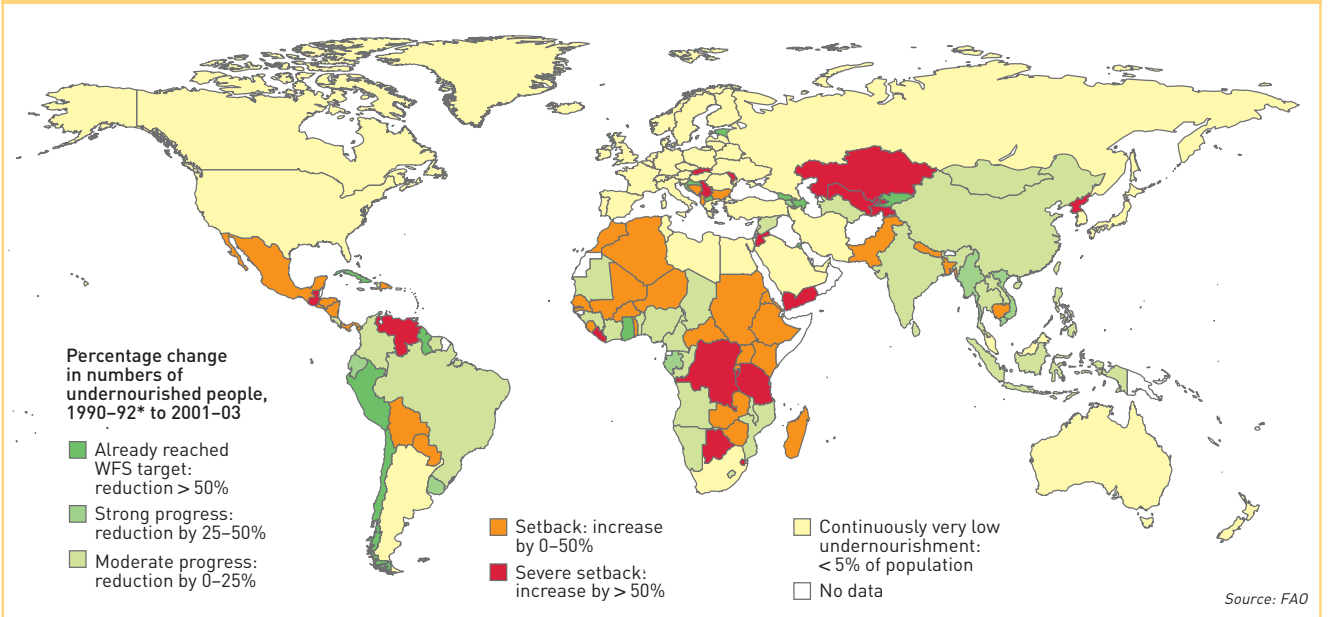 Percentage change
in numbers of
undernourished people,
1990–92* to 2001–03
Already reached
WFS target:
reduction > 50%
Strong progress:
reduction by 25–50%
Moderate progress:
reduction by 0–25%
Setback: increase
by 0–50%
Severe setback:
increase by > 50%
Continuously very low
undernourishment:
< 5% of population
No data
Source: FAO